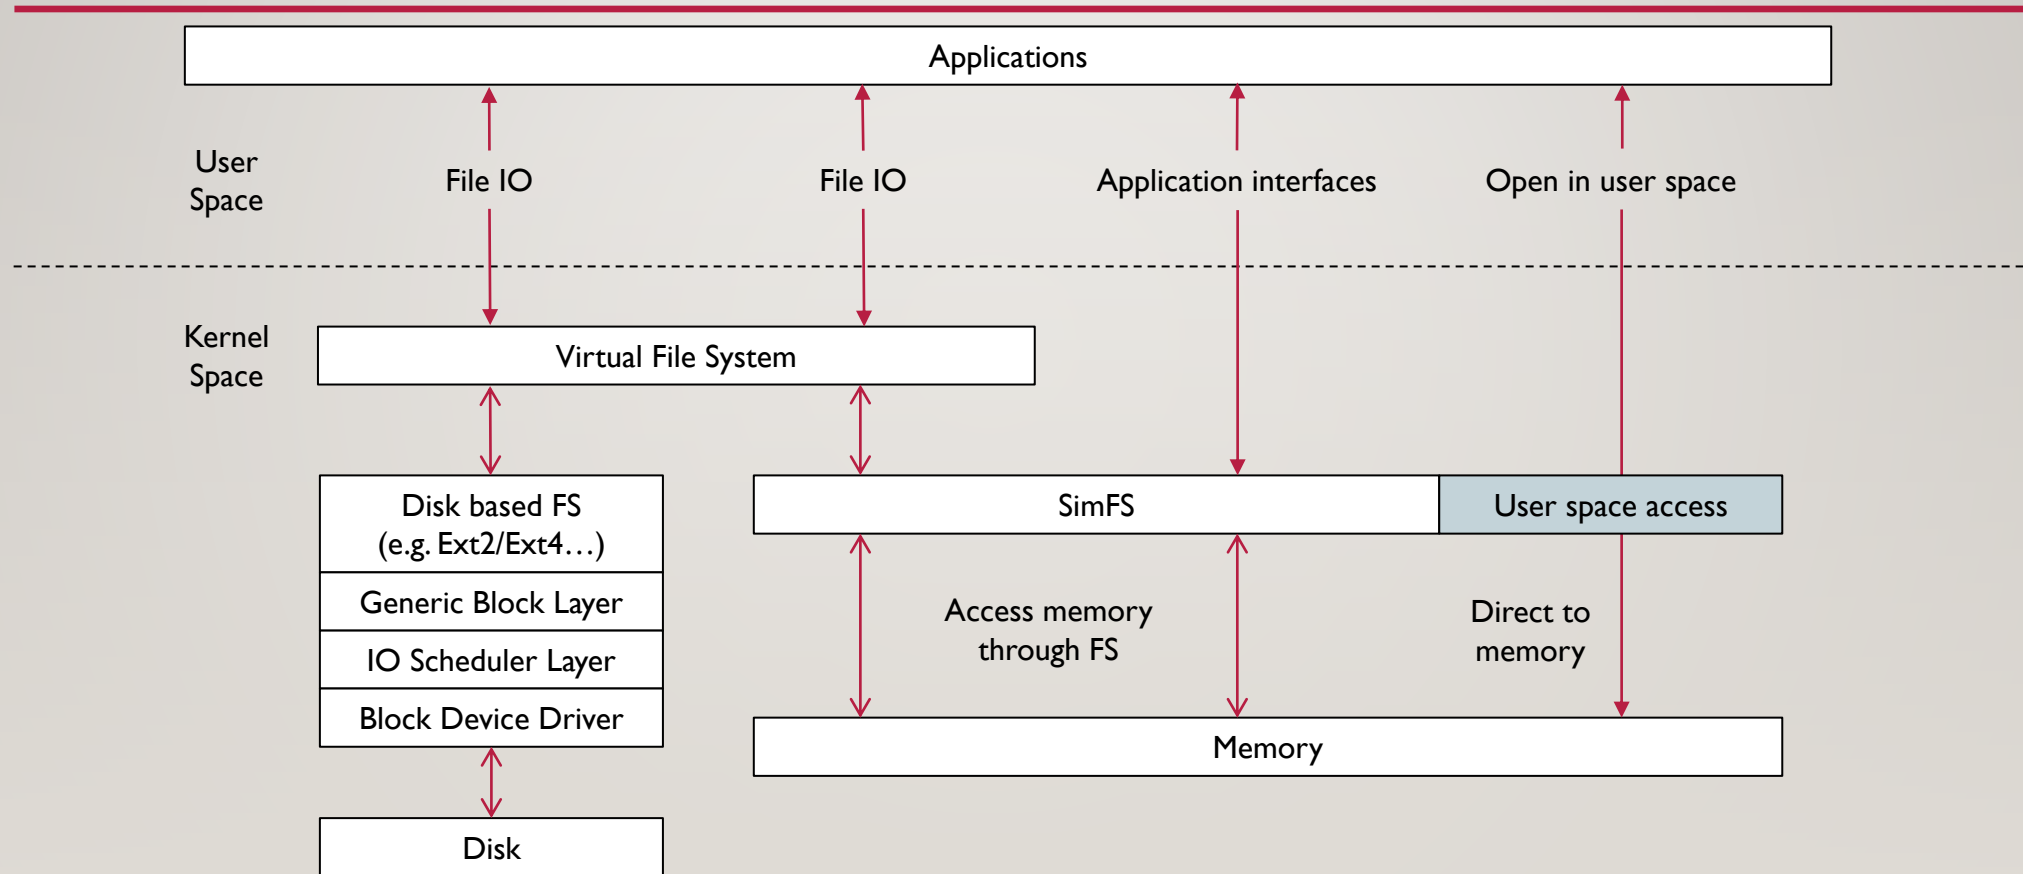 Applications
User
Space
File IO
File IO
Application interfaces
Open in user space
Kernel
Space
Virtual File System
Disk based FS
(e.g. Ext2/Ext4…)
Generic Block Layer
IO Scheduler Layer
Block Device Driver
Disk
SimFS
User space access
Access memory
through FS
Direct to
memory
Memory